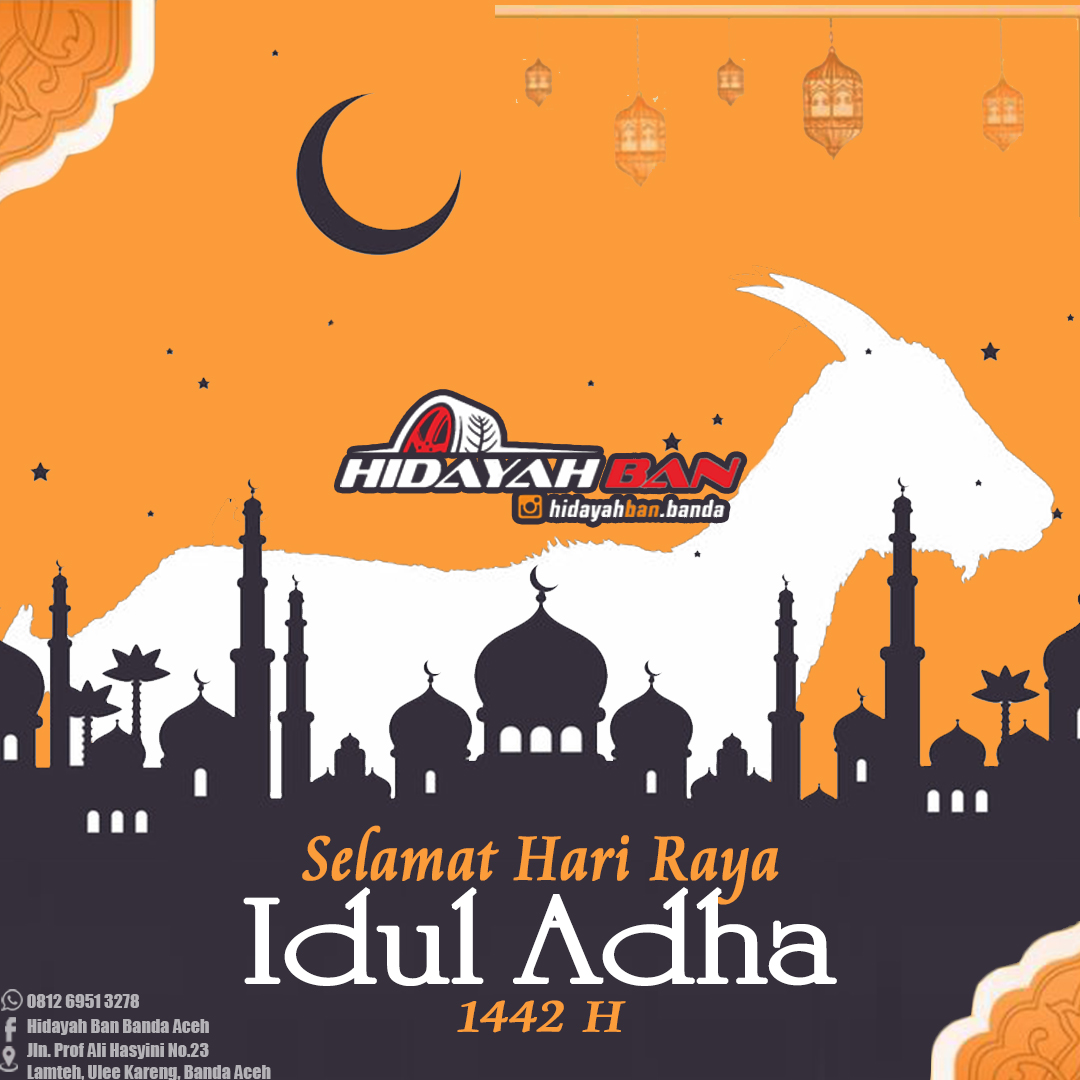 HIDAYAH BAN
hidayahban.banda
Selamat Hari Raya
Idul Adha
1442 H
0812 6951 3278
Hidayah Ban Banda Aceh
Jln. Prof Ali Hasyini No.23
Lamteh, Ulee Kareng, Banda Aceh